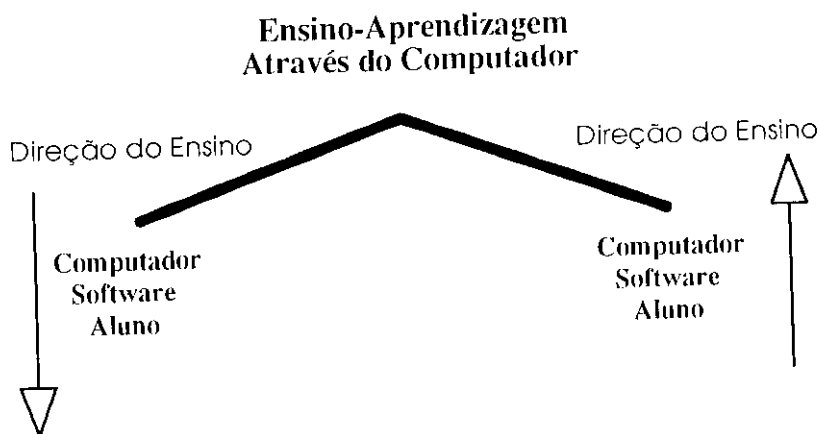 Ensino-Aprendizagem
Através do Computador
Direção do Ensino
Computador
Software
Aluno
Direção do Ensino
Computador
Software
Aluno